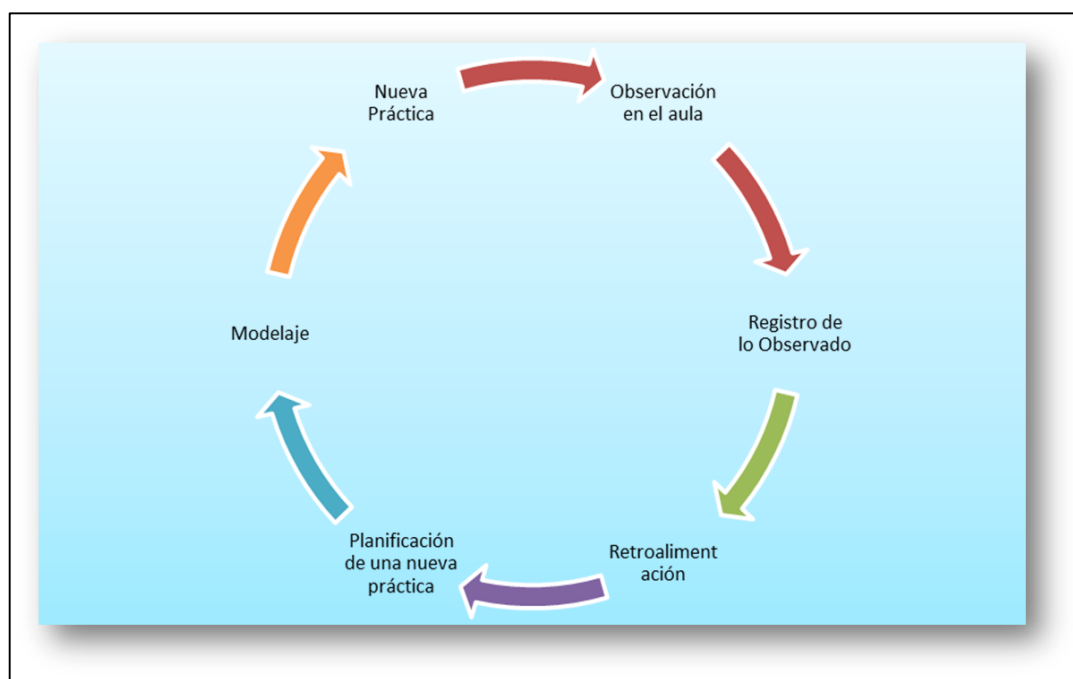 Nueva
Práctica
Observación
en el aula
Registro de
lo Observado
Retroaliment
ación
Planificación
de una nueva
práctica
Modelaje